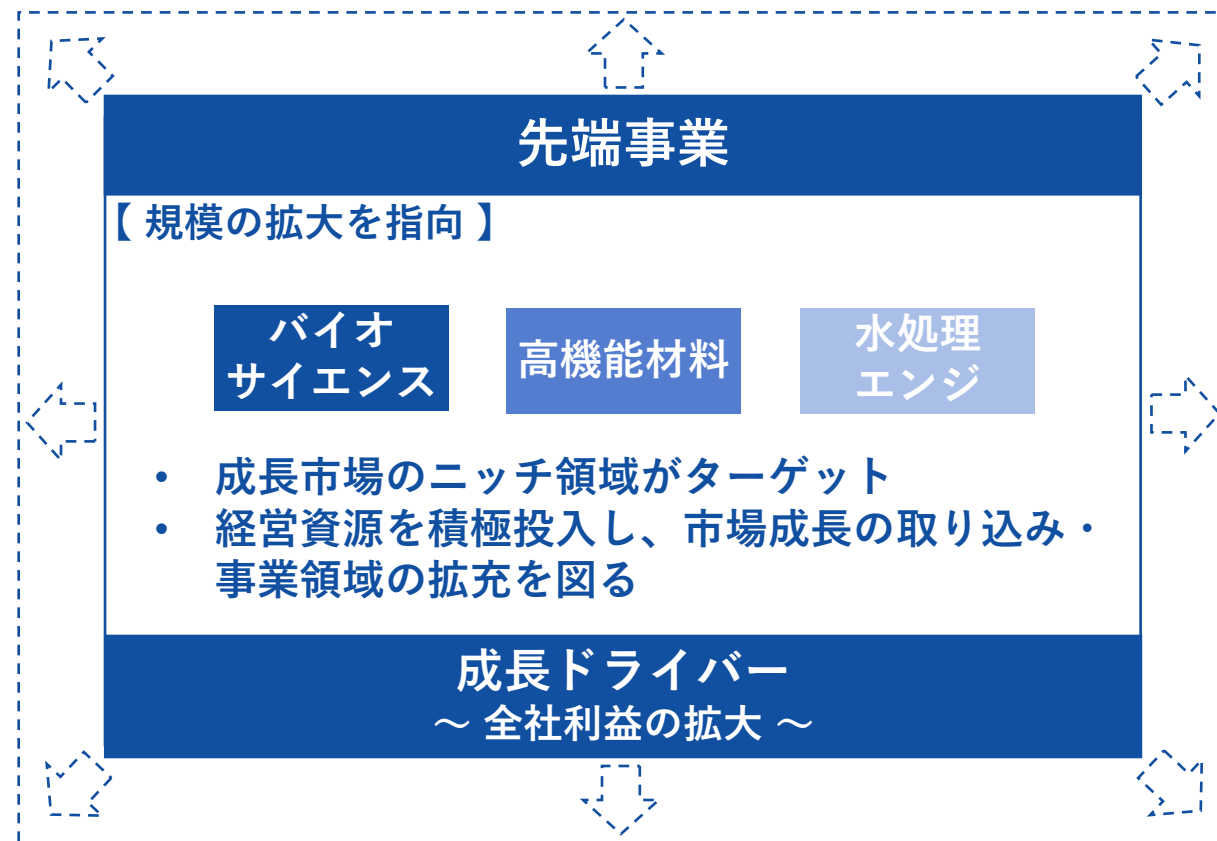 先端事業
【 規模の拡大を指向 】
バイオ
サイエンス
高機能材料
水処理
エンジ
• 成長市場のニッチ領域がターゲット
• 経営資源を積極投入し、市場成長の取り込み・
事業領域の拡充を図る
成長ドライバー
～ 全社利益の拡大 ～